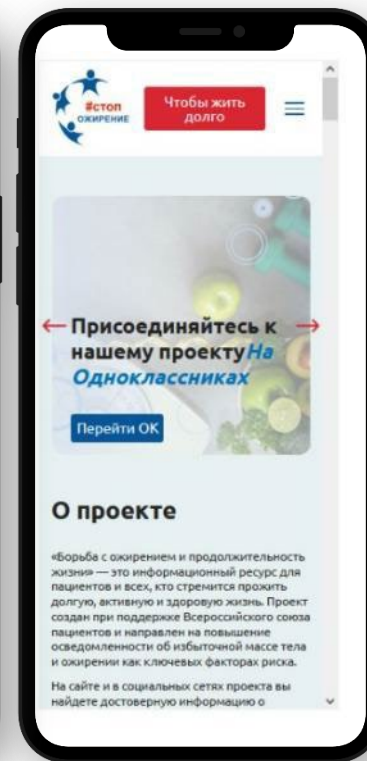 #стоп
ОЖИРЕНИЕ
Чтобы жить
долго
Присоединяйтесь к
нашему проекту На
Одноклассниках
Перейти ОК
О проекте
«Борьба с ожирением и продолжительность
жизни» — это информационный ресурс для
пациентов и всех, кто стремится прожить
долгую, активную и здоровую жизнь. Проект
создан при поддержке Всероссийского союза
пациентов и направлен на повышение
осведомленности об избыточной массе тела
и ожирении как ключевых факторах риска.
На сайте и в социальных сетях проекта вы
найдете достоверную информацию о